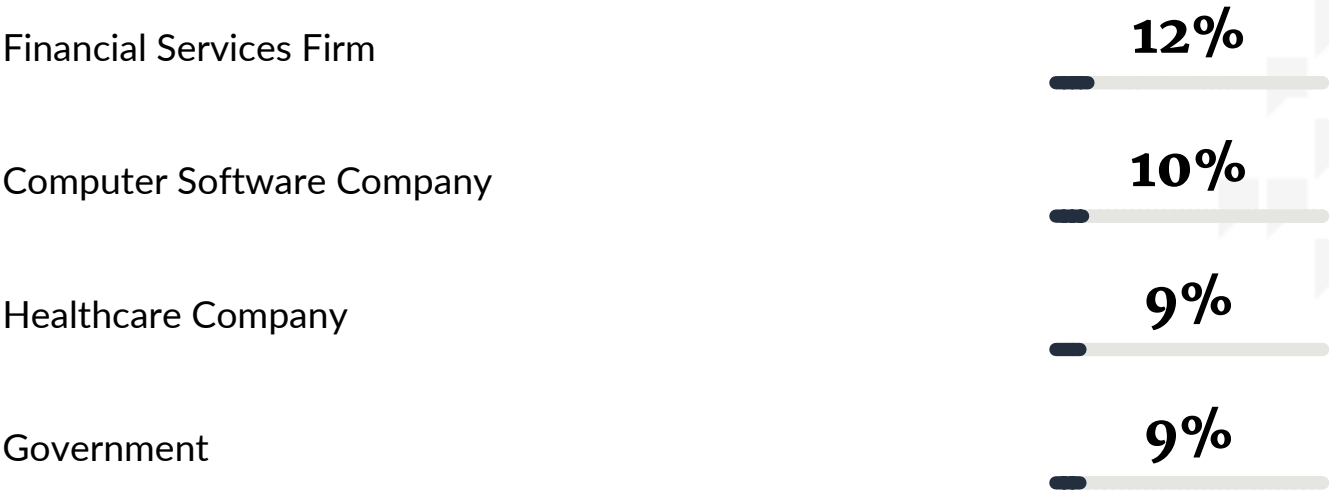 Financial Services Firm 12%
Computer Software Company 10%
Healthcare Company 9%
Government 9%